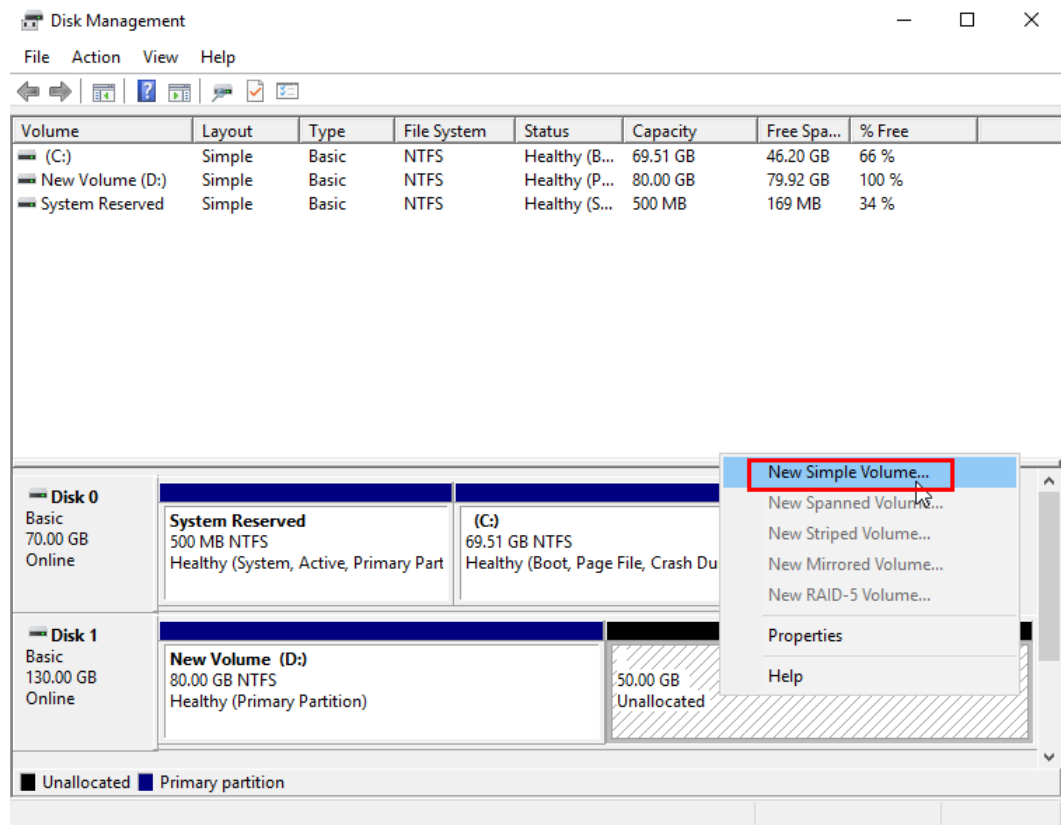 Disk Management
File Action View Help
Volume Layout Type File System Status Capacity Free Spa... % Free
(C:) Simple Basic NTFS Healthy (B... 69.51 GB 46.20 GB 66 %
New Volume (D:) Simple Basic NTFS Healthy (P... 80.00 GB 79.92 GB 100 %
System Reserved Simple Basic NTFS Healthy (S... 500 MB 169 MB 34 %
New Simple Volume...
New Spanned Volume...
New Striped Volume...
New Mirrored Volume...
New RAID-5 Volume...
Properties
Help
Disk 0
Basic
70.00 GB
Online
System Reserved
500 MB NTFS
Healthy (System, Active, Primary Part
(C:)
69.51 GB NTFS
Healthy (Boot, Page File, Crash Du
Disk 1
Basic
130.00 GB
Online
New Volume (D:)
80.00 GB NTFS
Healthy (Primary Partition)
50.00 GB
Unallocated
Unallocated Primary partition